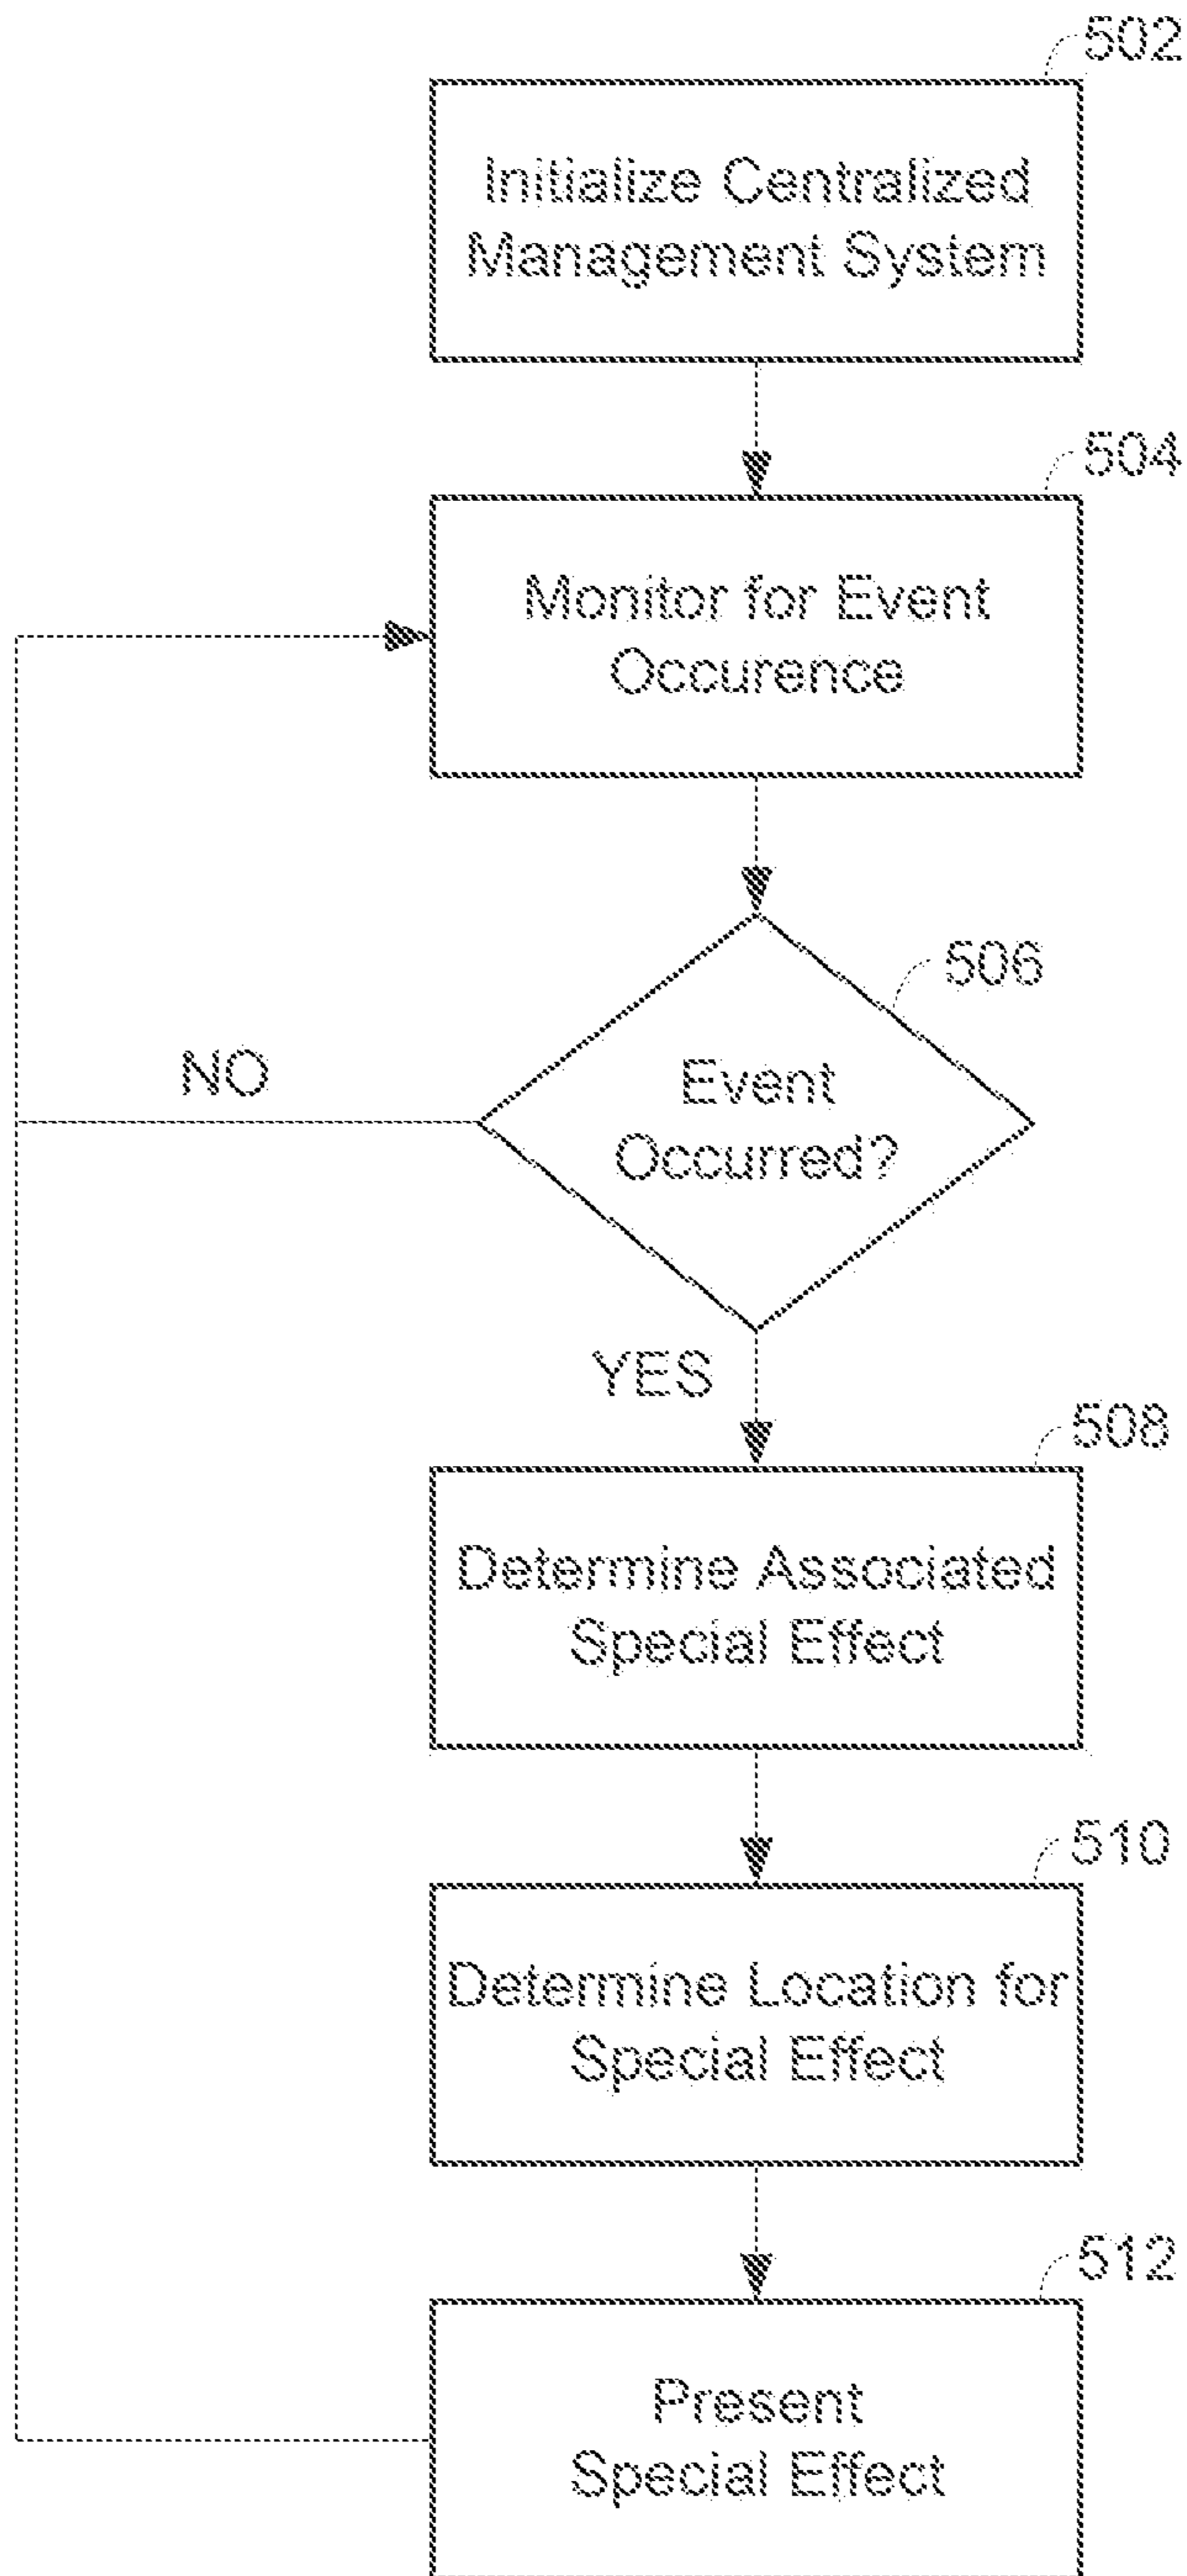 502
Initialize Centralized
Management System
504
Monitor for Event
Occurence
506
Event
Occurred?
NO
YES
508
Determine Associated
Special Effect
510
Determine Location for
Special Effect
512
Present
Special Effect